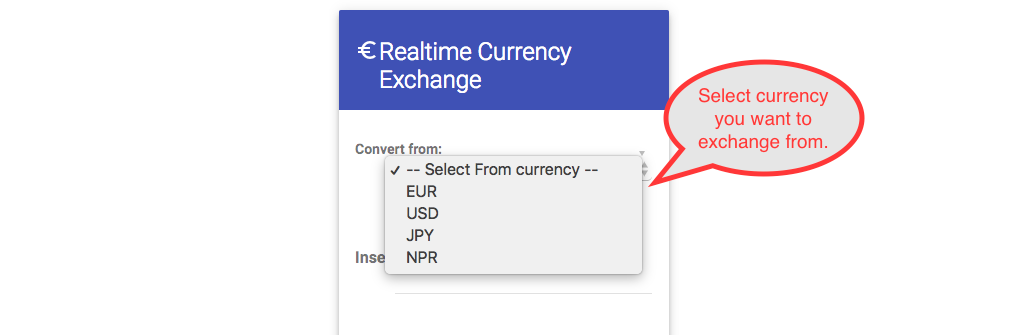 €Realtime Currency
Exchange
Select currency
you want to
exchange from.
Convert from:
✓ -- Select From currency --
EUR
USD
JPY
NPR
Inse